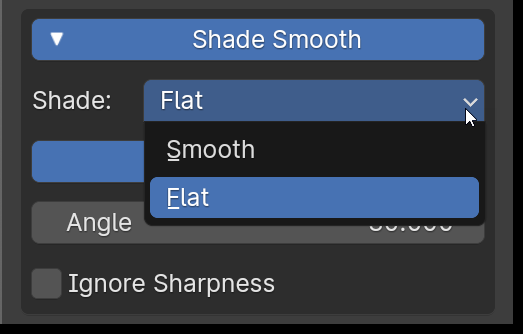 Shade Smooth
Shade: Flat
Smooth
Flat
Angle
Ignore Sharpness